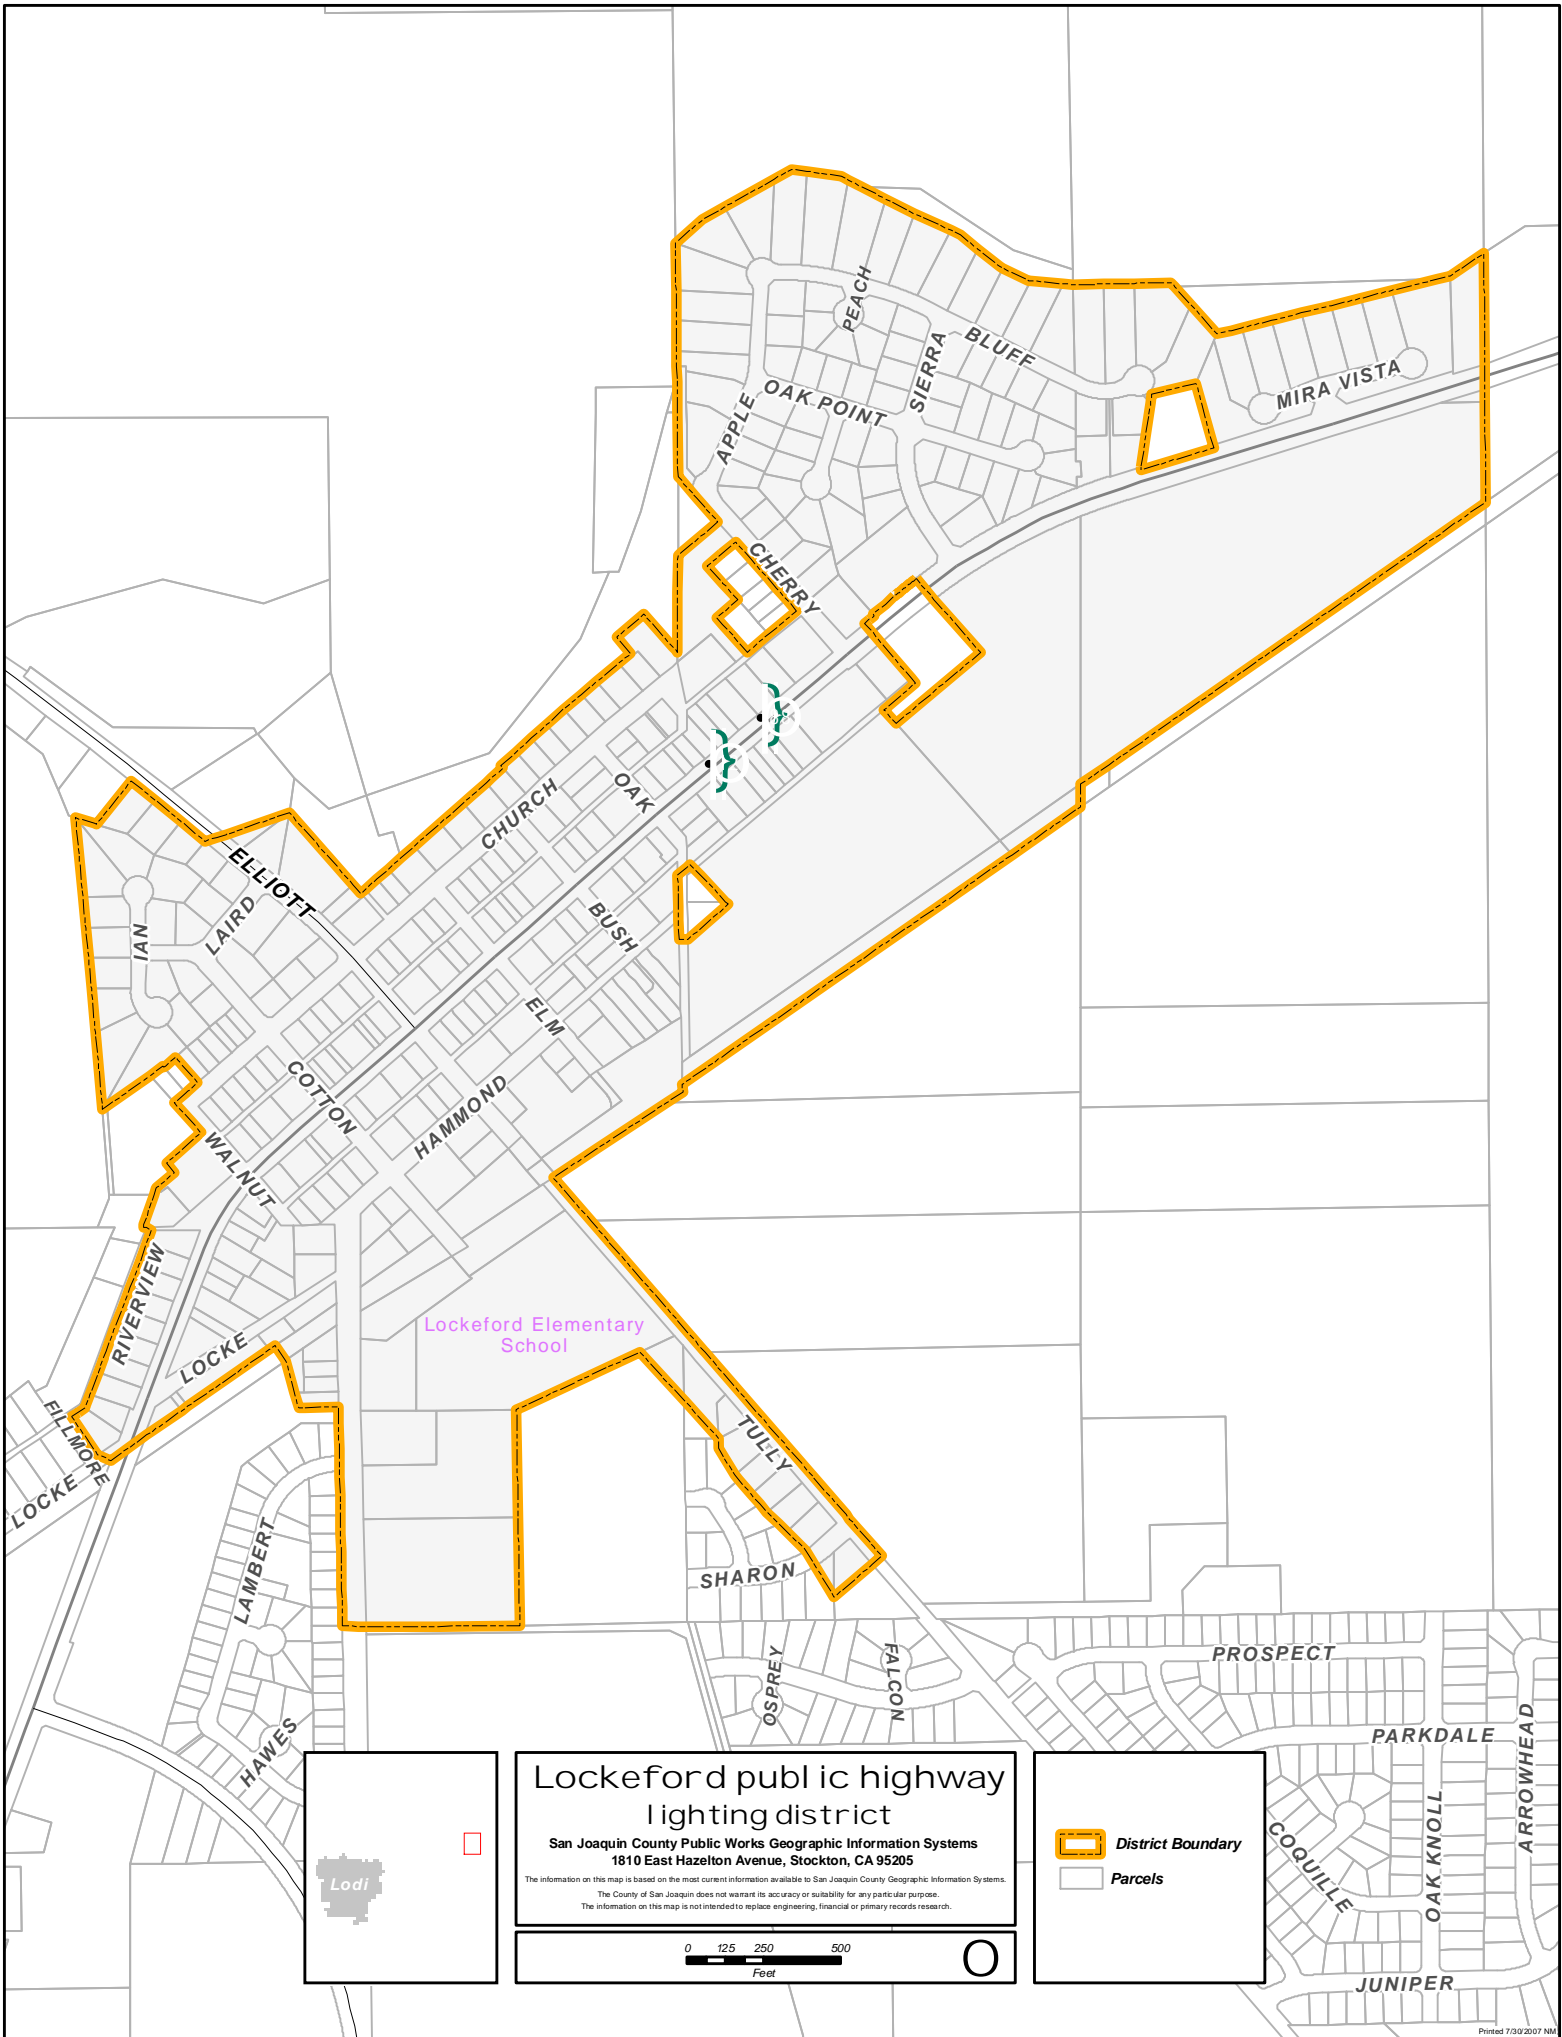 PEACH
BLUFF
SIERRA
MIRA VISTA
OAK POINT
APPLE
CHERRY
OAK
CHURCH
ELLIOTT
LAIRD
IAN
BUSH
ELM
COTTON
HAMMOND
WALNUT
RIVERVIEW
LOCKE
Lockeford Elementary
School
FILLMORE
LOCKE
TULLY
LAMBERT
SHARON
OSPREY
FALCON
PROSPECT
HAWES
PARKDALE
ARROWHEAD
COQUILLE
OAK KNOLL
JUNIPER
Lodi
Lockeford public highway
lighting district
San Joaquin County Public Works Geographic Information Systems
1810 East Hazelton Avenue, Stockton, CA 95205
The information on this map is based on the most current information available to San Joaquin County Geographic Information Systems.
The County of San Joaquin does not warrant its accuracy or suitability for any particular purpose.
The information on this map is not intended to replace engineering, financial or primary records research.
0 125 250 500
Feet
O
District Boundary
Parcels
Printed 7/30/2007 NM